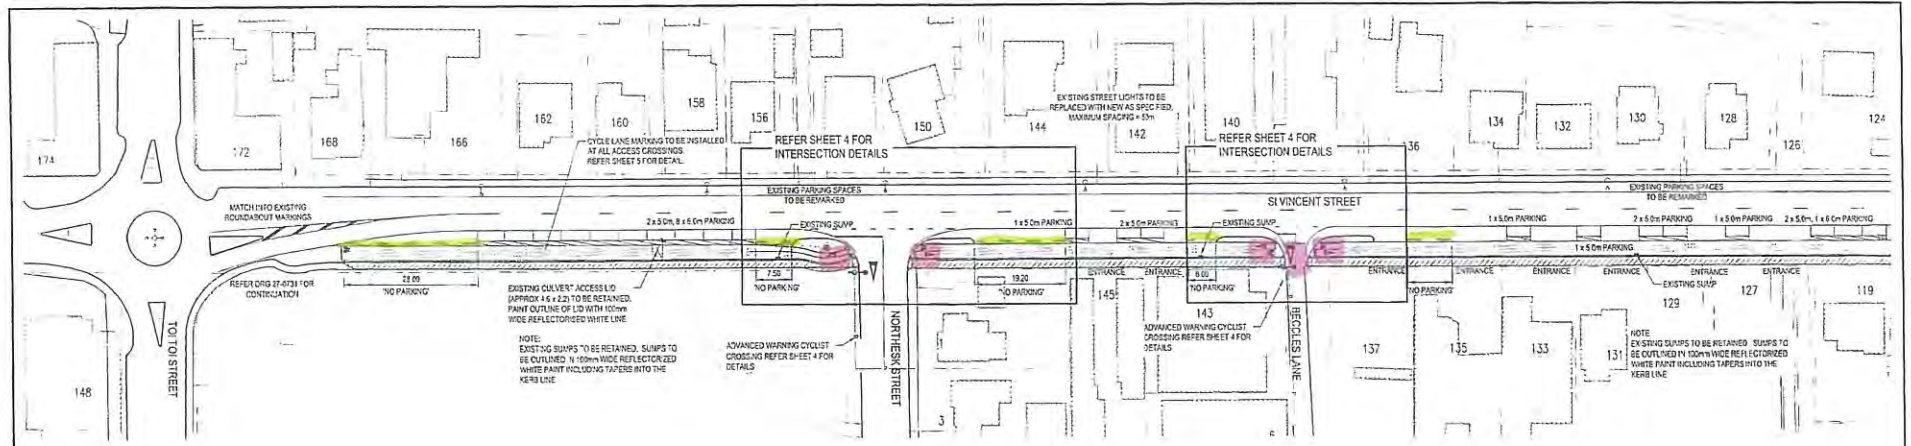 174
172
168
166
162
160
158
156
150
144
142
140
136
134
132
130
128
126
124
EXISTING STREET LIGHTS TO BE
REPLACED WITH NEW AS SPECIFIED,
MAXIMUM SPACING = 50m
CYCLE LANE MARKING TO BE INSTALLED
AT ALL ACCESS CROSSINGS.
REFER SHEET 5 FOR DETAIL.
REFER SHEET 4 FOR
INTERSECTION DETAILS
REFER SHEET 4 FOR
INTERSECTION DETAILS
EXISTING PARKING SPACES
TO BE REMARKED
EXISTING PARKING SPACES
TO BE REMARKED
ST VINCENT STREET
MATCH INTO EXISTING
ROUNDABOUT MARKINGS
2 x 5.0m, 8 x 6.0m PARKING
EXISTING SUMP
1 x 5.0m PARKING
2 x 5.0m PARKING
EXISTING SUMP
1 x 5.0m PARKING
2 x 5.0m PARKING
1 x 5.0m PARKING
2 x 5.0m, 1 x 6.0m PARKING
1 x 5.0m PARKING
REFER DRG 27-0731 FOR
CONTINUATION
28.00
'NO PARKING'
7.50
'NO PARKING'
19.20
'NO PARKING'
ENTRANCE
ENTRANCE
6.00
'NO PARKING'
ENTRANCE
'NO PARKING'
ENTRANCE
ENTRANCE
ENTRANCE
ENTRANCE
EXISTING SUMP
EXISTING CULVERT ACCESS LID
(APPROX 4.6 x 2.2) TO BE RETAINED.
PAINT OUTLINE OF LID WITH 100mm
WIDE REFLECTORISED WHITE LINE
NOTE:
EXISTING SUMPS TO BE RETAINED. SUMPS TO
BE OUTLINED IN 100mm WIDE REFLECTORIZED
WHITE PAINT INCLUDING TAPERS INTO THE
KERB LINE
ADVANCED WARNING CYCLIST
CROSSING REFER SHEET 4 FOR
DETAILS
ADVANCED WARNING CYCLIST
CROSSING REFER SHEET 4 FOR
DETAILS
NOTE
EXISTING SUMPS TO BE RETAINED SUMPS TO
BE OUTLINED IN 100mm WIDE REFLECTORIZED
WHITE PAINT INCLUDING TAPERS INTO THE
KERB LINE
TOI TOI STREET
NORTHESK STREET
BECCLES LANE
148
1
3
145
143
6
137
135
133
131
129
127
119